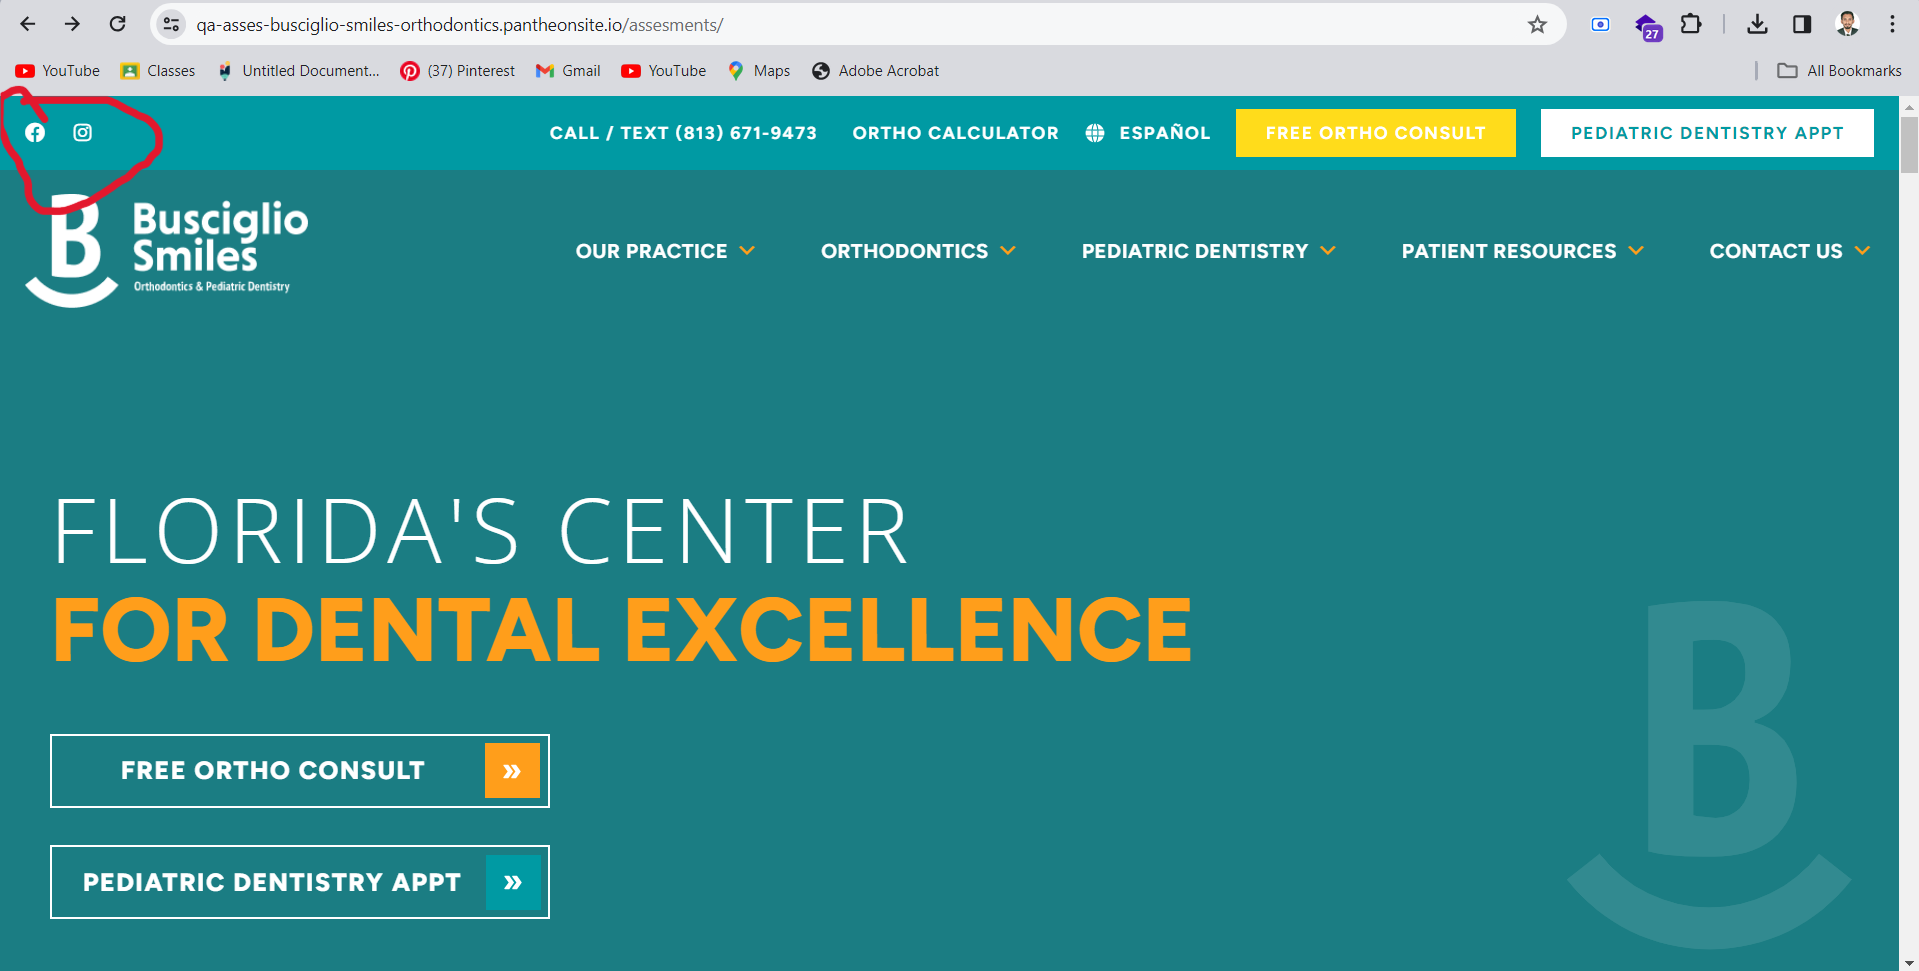 qa-asses-busciglio-smiles-orthodontics.pantheonsite.io/assesments/
27
YouTube Classes Untitled Document... (37) Pinterest Gmail YouTube Maps Adobe Acrobat All Bookmarks
CALL / TEXT (813) 671-9473 ORTHO CALCULATOR ESPAÑOL FREE ORTHO CONSULT PEDIATRIC DENTISTRY APPT
B Busciglio
Smiles
Orthodontics & Pediatric Dentistry
OUR PRACTICE ORTHODONTICS PEDIATRIC DENTISTRY PATIENT RESOURCES CONTACT US
FLORIDA'S CENTER
FOR DENTAL EXCELLENCE
FREE ORTHO CONSULT »
PEDIATRIC DENTISTRY APPT »
B